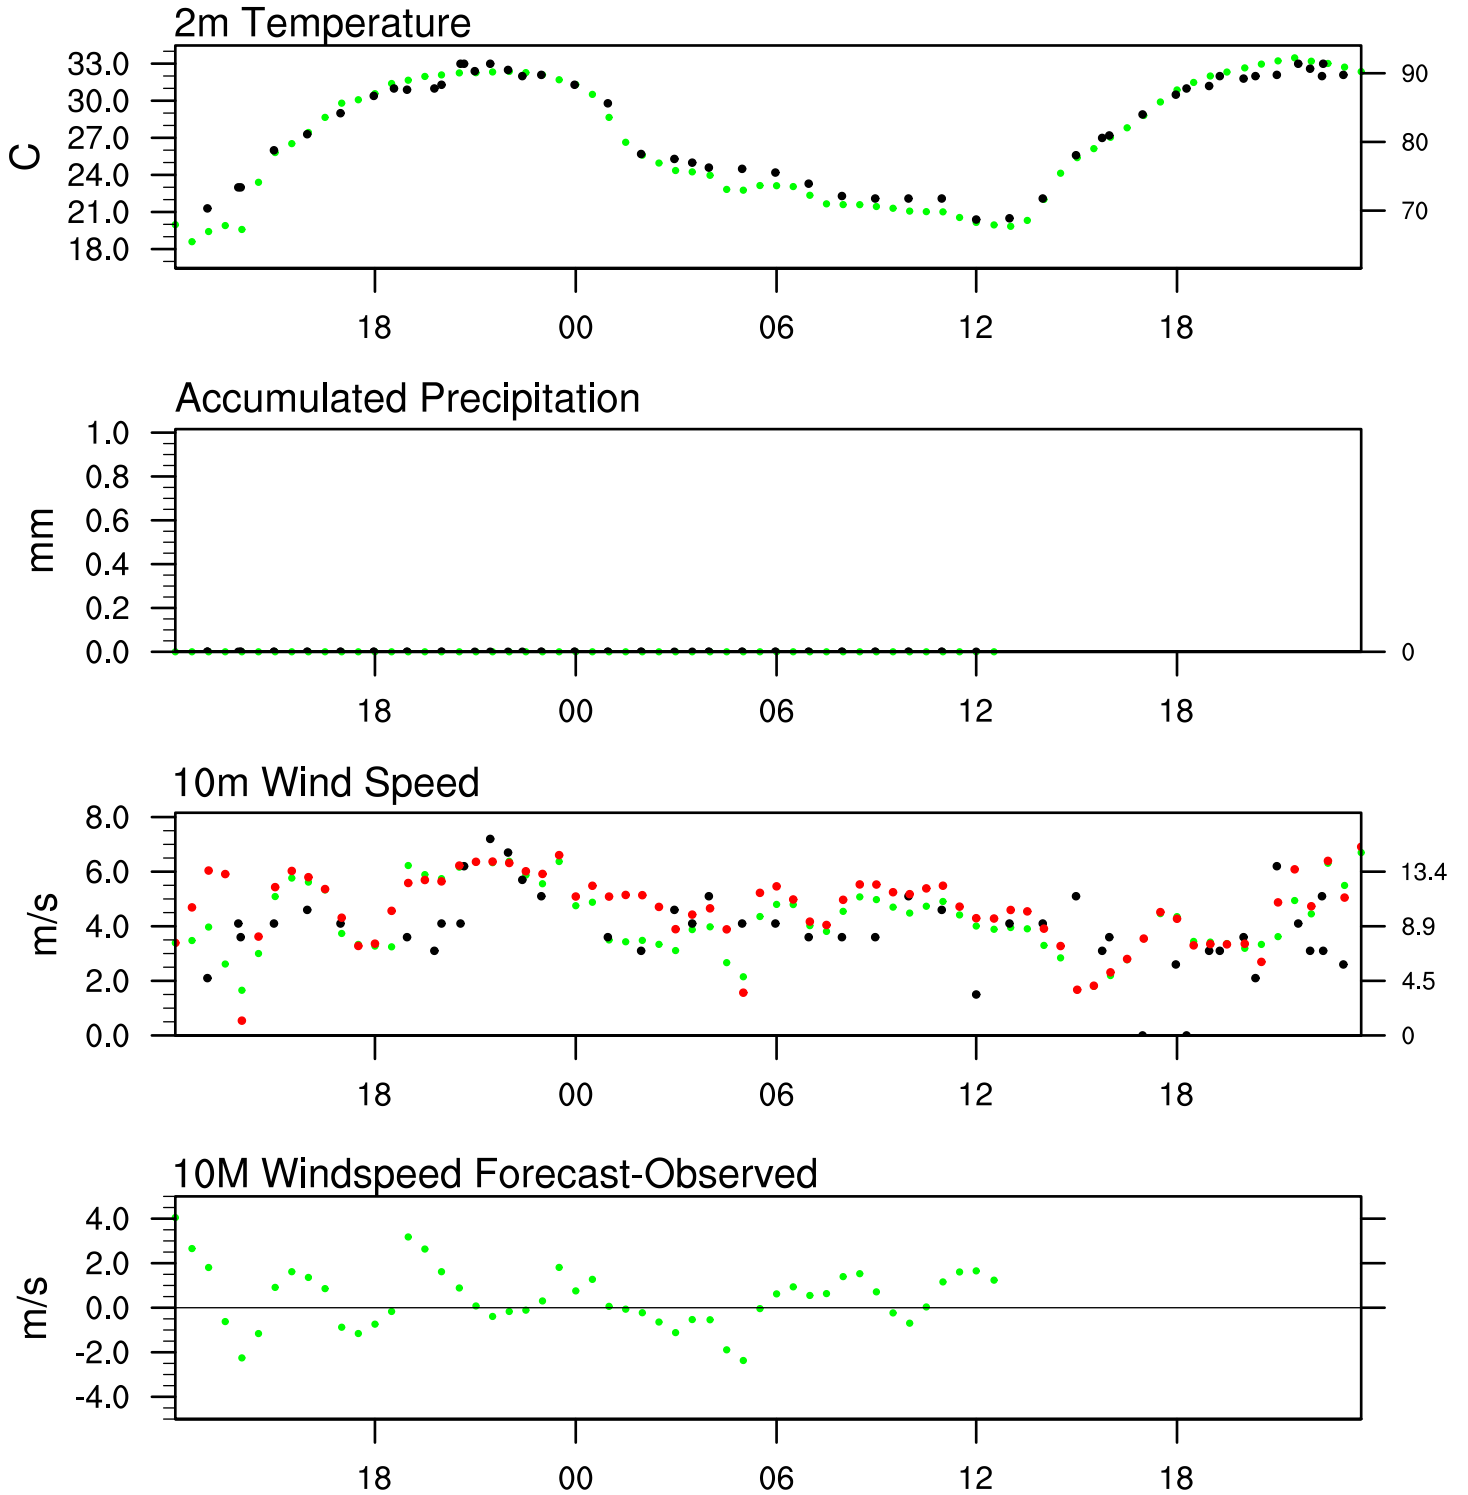 2m Temperature
33.0
30.0
27.0
24.0
21.0
18.0
C
90
80
70
18 00 06 12 18
Accumulated Precipitation
1.0
0.8
0.6
0.4
0.2
0.0
mm
0
18 00 06 12 18
10m Wind Speed
8.0
6.0
4.0
2.0
0.0
m/s
13.4
8.9
4.5
0
18 00 06 12 18
10M Windspeed Forecast-Observed
4.0
2.0
0.0
-2.0
-4.0
m/s
18 00 06 12 18